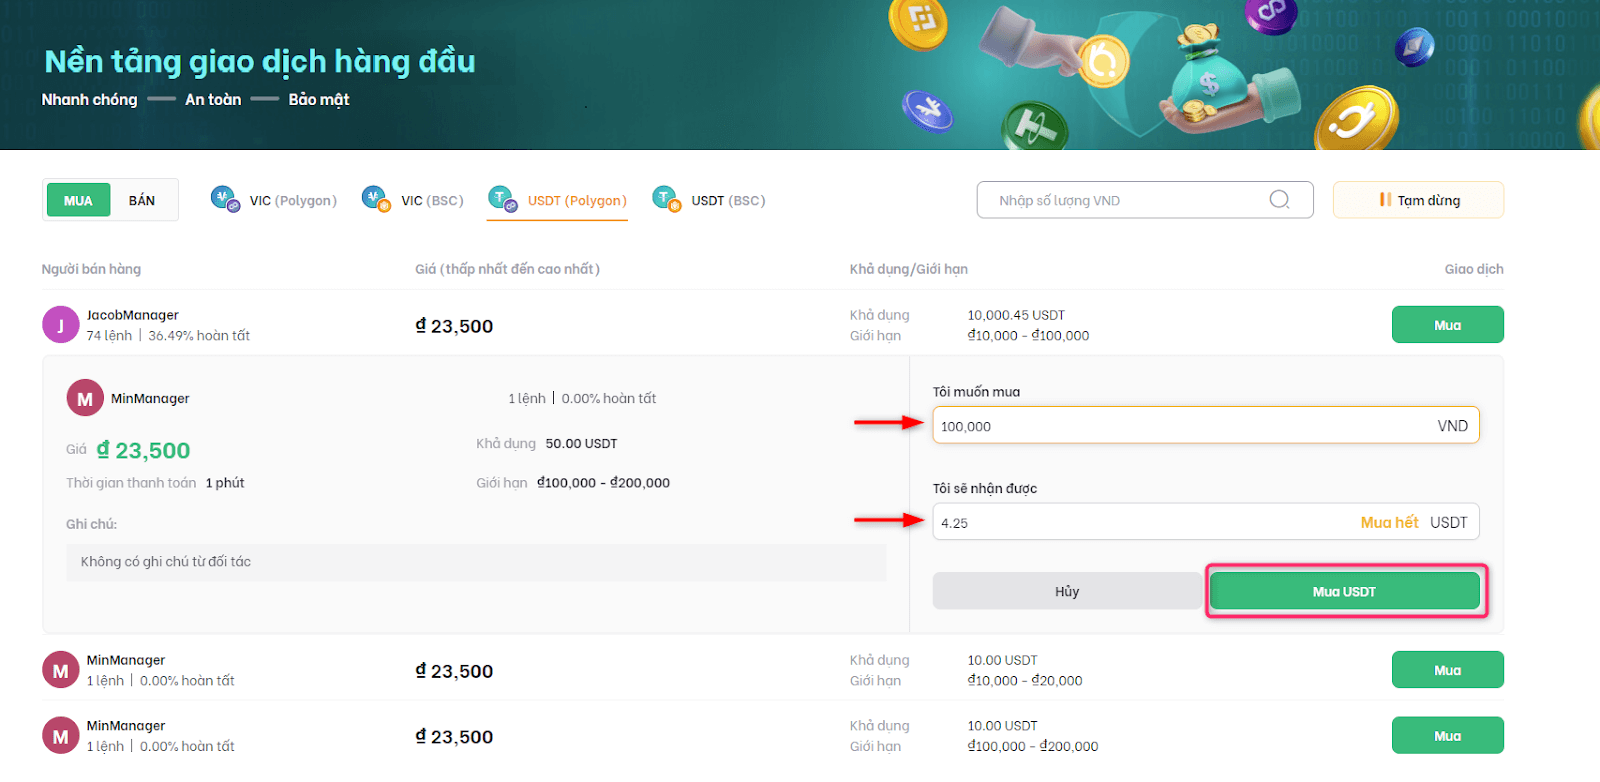 Nền tảng giao dịch hàng đầu
Nhanh chóng An toàn Bảo mật
MUA BÁN VIC (Polygon) VIC (BSC) USDT (Polygon) USDT (BSC) Nhập số lượng VND Tạm dừng
Người bán hàng Giá (thấp nhất đến cao nhất) Khả dụng/Giới hạn Giao dịch
J JacobManager
74 lệnh | 36.49% hoàn tất
₫ 23,500
Khả dụng 10,000.45 USDT
Giới hạn ₫10,000 - ₫100,000
Mua
M MinManager 1 lệnh | 0.00% hoàn tất
Giá ₫ 23,500
Khả dụng 50.00 USDT
Thời gian thanh toán 1 phút
Giới hạn ₫100,000 - ₫200,000
Ghi chú:
Không có ghi chú từ đối tác
Tôi muốn mua
100,000 VND
Tôi sẽ nhận được
4.25 Mua hết USDT
Hủy Mua USDT
M MinManager
1 lệnh | 0.00% hoàn tất
₫ 23,500
Khả dụng 10.00 USDT
Giới hạn ₫10,000 - ₫20,000
Mua
M MinManager
1 lệnh | 0.00% hoàn tất
₫ 23,500
Khả dụng 10.00 USDT
Giới hạn ₫100,000 - ₫200,000
Mua